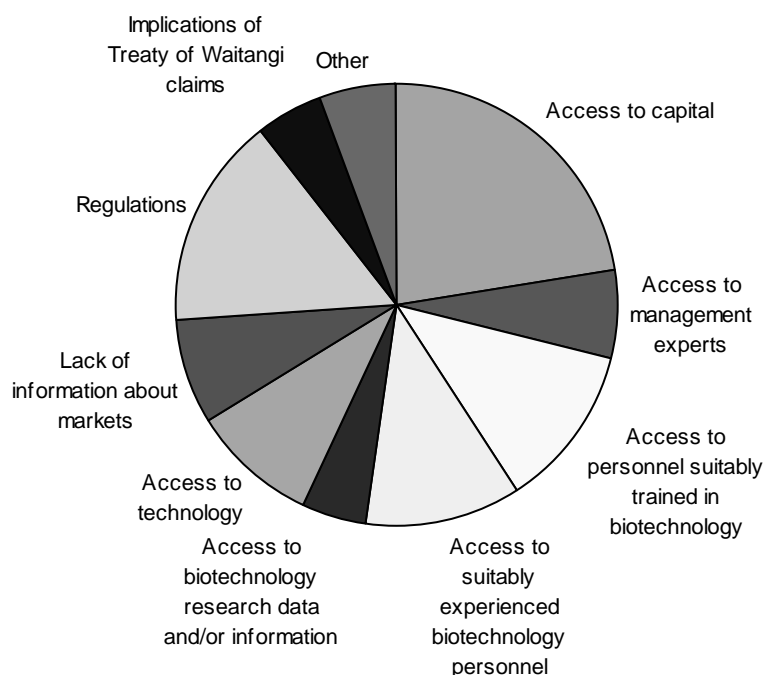 Implications of
Treaty of Waitangi
claims
Other
Access to capital
Regulations
Access to
management
experts
Lack of
information about
markets
Access to
personnel suitably
trained in
biotechnology
Access to
technology
Access to
biotechnology
research data
and/or information
Access to
suitably
experienced
biotechnology
personnel